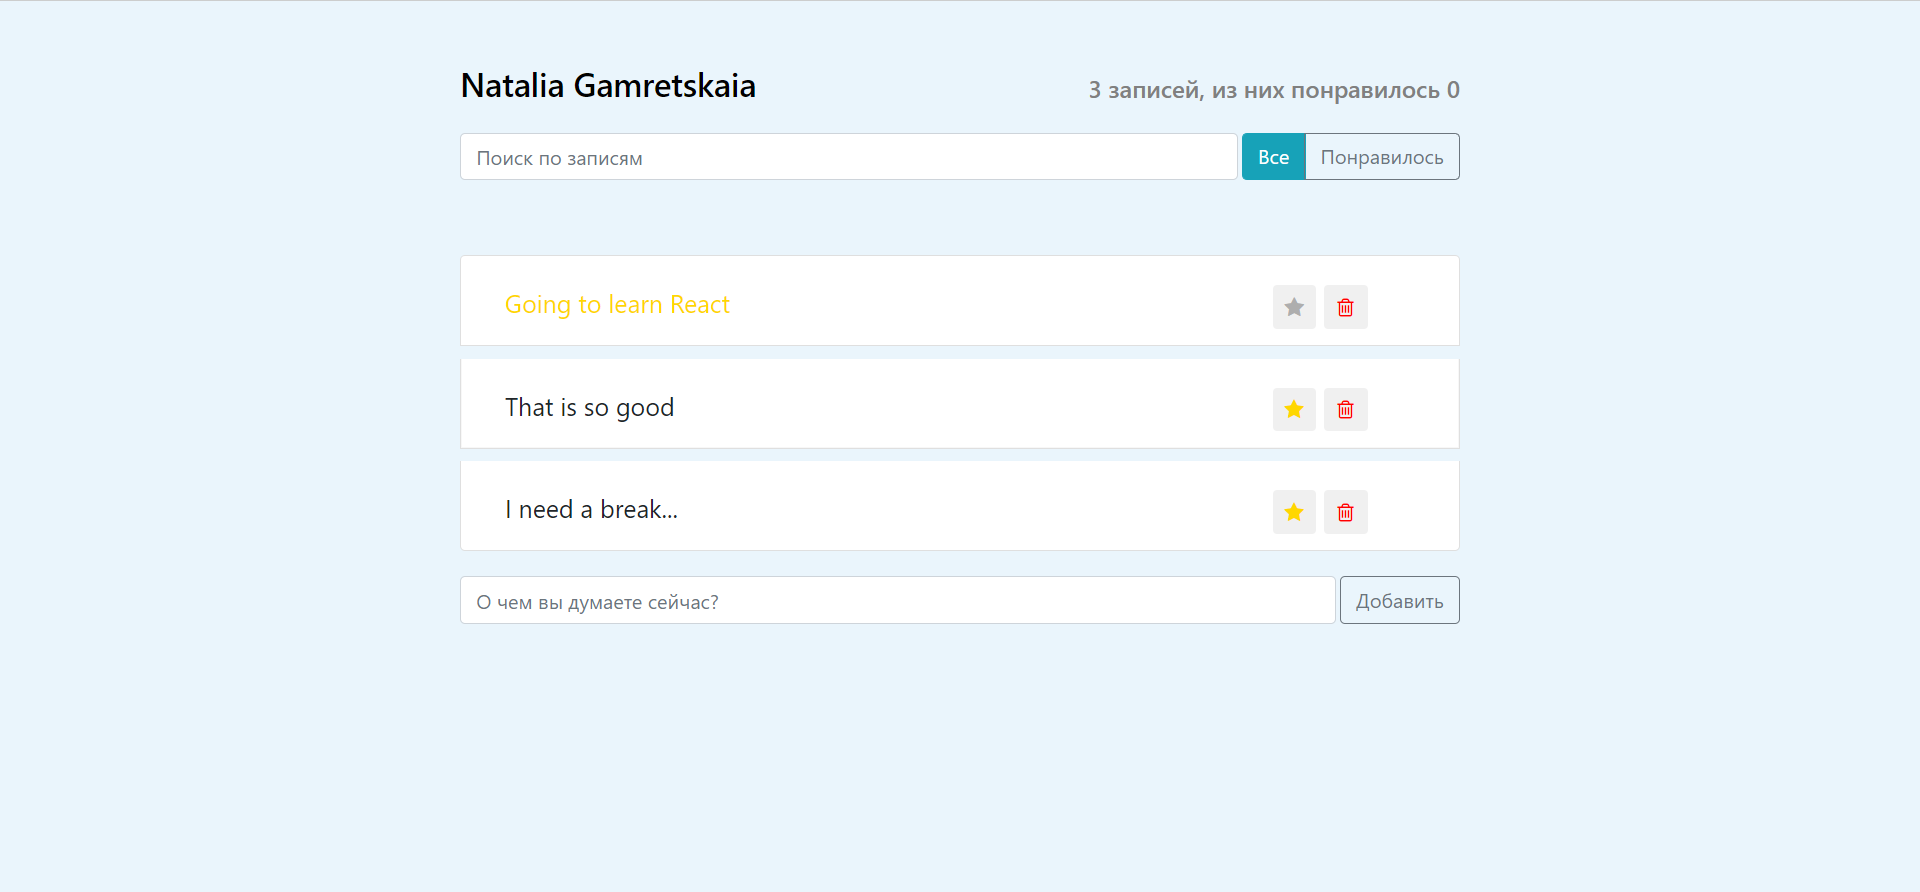 Natalia Gamretskaia
3 записей, из них понравилось 0
Поиск по записям
Все
Понравилось
Going to learn React
That is so good
I need a break...
О чем вы думаете сейчас?
Добавить